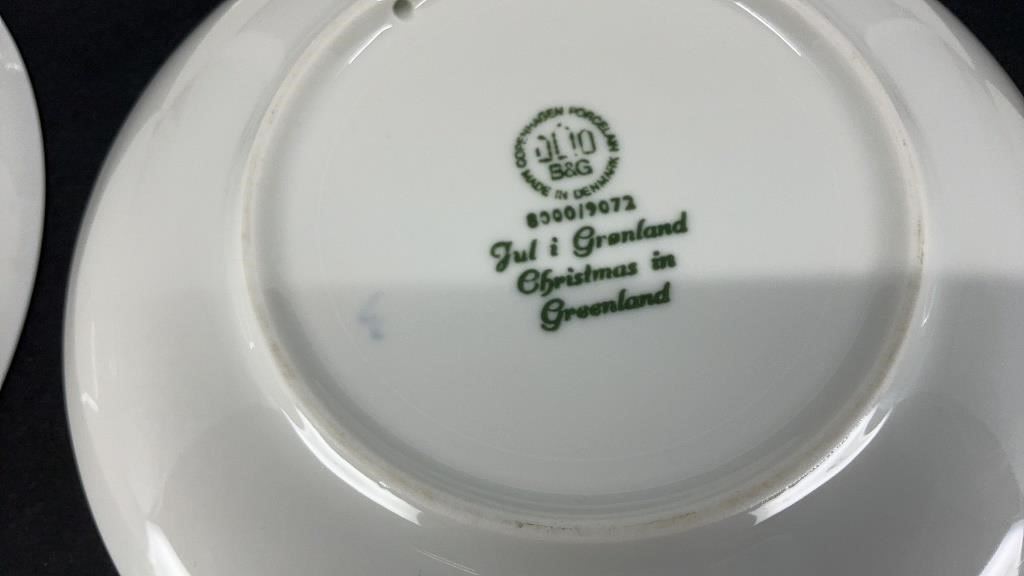 COPENHAGEN PORCELAIN
B&G
MADE IN DENMARK
8000/9072
Jul i Grønland
Christmas in
Greenland